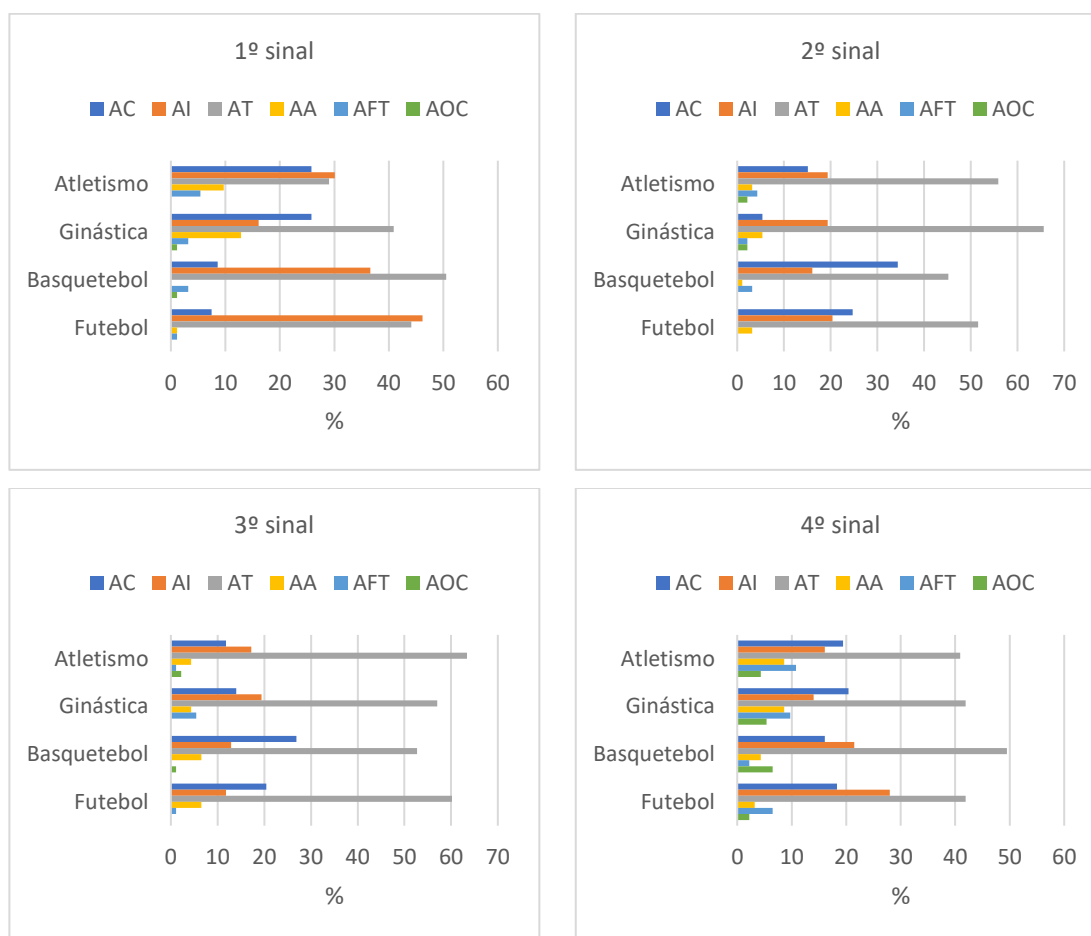 1º sinal
AC AI AT AA AFT AOC
Atletismo
Ginástica
Basquetebol
Futebol
0 10 20 30 40 50 60
%
2º sinal
AC AI AT AA AFT AOC
Atletismo
Ginástica
Basquetebol
Futebol
0 10 20 30 40 50 60 70
%
3º sinal
AC AI AT AA AFT AOC
Atletismo
Ginástica
Basquetebol
Futebol
0 10 20 30 40 50 60 70
%
4º sinal
AC AI AT AA AFT AOC
Atletismo
Ginástica
Basquetebol
Futebol
0 10 20 30 40 50 60
%